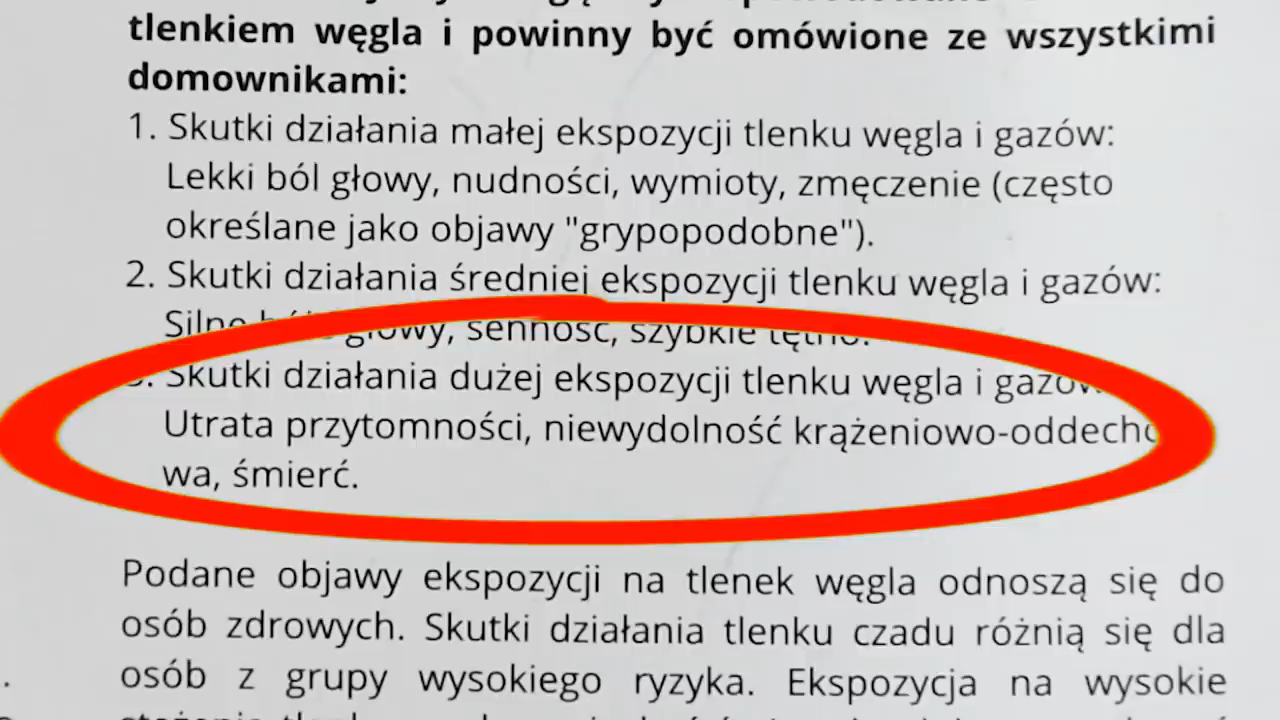 tlenkiem węgla i powinny być omówione ze wszystkimi
domownikami:
1. Skutki działania małej ekspozycji tlenku węgla i gazów:
Lekki ból głowy, nudności, wymioty, zmęczenie (często
określane jako objawy "grypopodobne").
2. Skutki działania średniej ekspozycji tlenku węgla i gazów:
głowy, senność, szybkie tętno.
Skutki działania dużej ekspozycji tlenku węgla i
Utrata przytomności, niewydolność krążeniowo-oddecho
wa, śmierć.
Podane objawy ekspozycji na tlenek węgla odnoszą się do
osób zdrowych. Skutki działania tlenku czadu różnią się dla
osób z grupy wysokiego ryzyka. Ekspozycja na wysokie